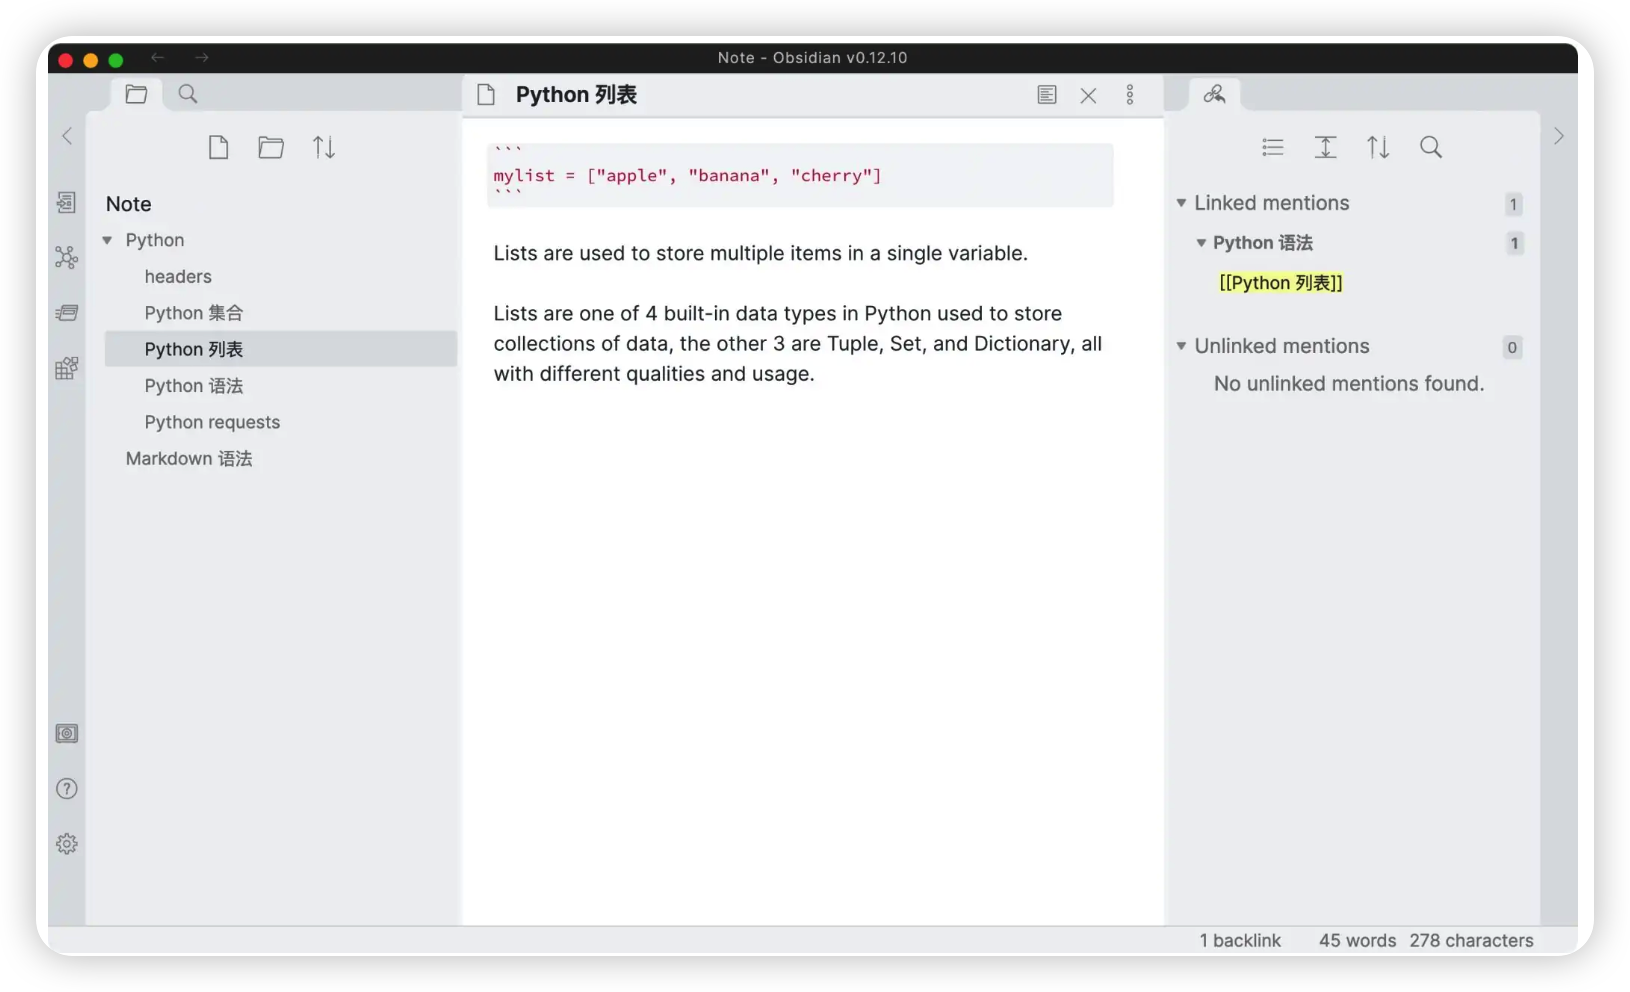 Note - Obsidian v0.12.10
Python 列表
Note
Python
headers
Python 集合
Python 列表
Python 语法
Python requests
Markdown 语法
```
mylist = ["apple", "banana", "cherry"]
```
Lists are used to store multiple items in a single variable.
Lists are one of 4 built-in data types in Python used to store
collections of data, the other 3 are Tuple, Set, and Dictionary, all
with different qualities and usage.
Linked mentions 1
Python 语法 1
[[Python 列表]]
Unlinked mentions 0
No unlinked mentions found.
1 backlink 45 words 278 characters